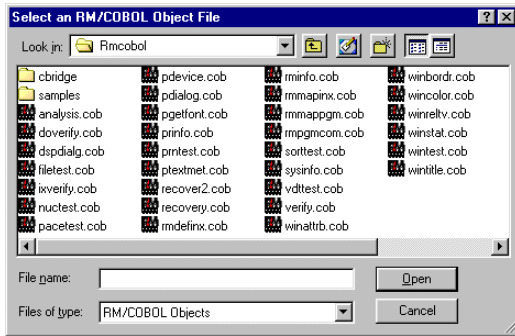 Select an RM/COBOL Object File
Look in: Rmcobol
cbridge pdevice.cob rminfo.cob winbordr.cob
samples pdialog.cob rmmapinx.cob wincolor.cob
analysis.cob pgetfont.cob rmmappgm.cob winreltv.cob
doverify.cob prinfo.cob rmpgmcom.cob winstat.cob
dspdialg.cob prntest.cob sorttest.cob wintest.cob
filetest.cob ptextmet.cob sysinfo.cob wintitle.cob
ixverify.cob recover2.cob vdttest.cob
nuctest.cob recovery.cob verify.cob
pacetest.cob rmdefinx.cob winattrb.cob
File name: Open
Files of type: RM/COBOL Objects Cancel